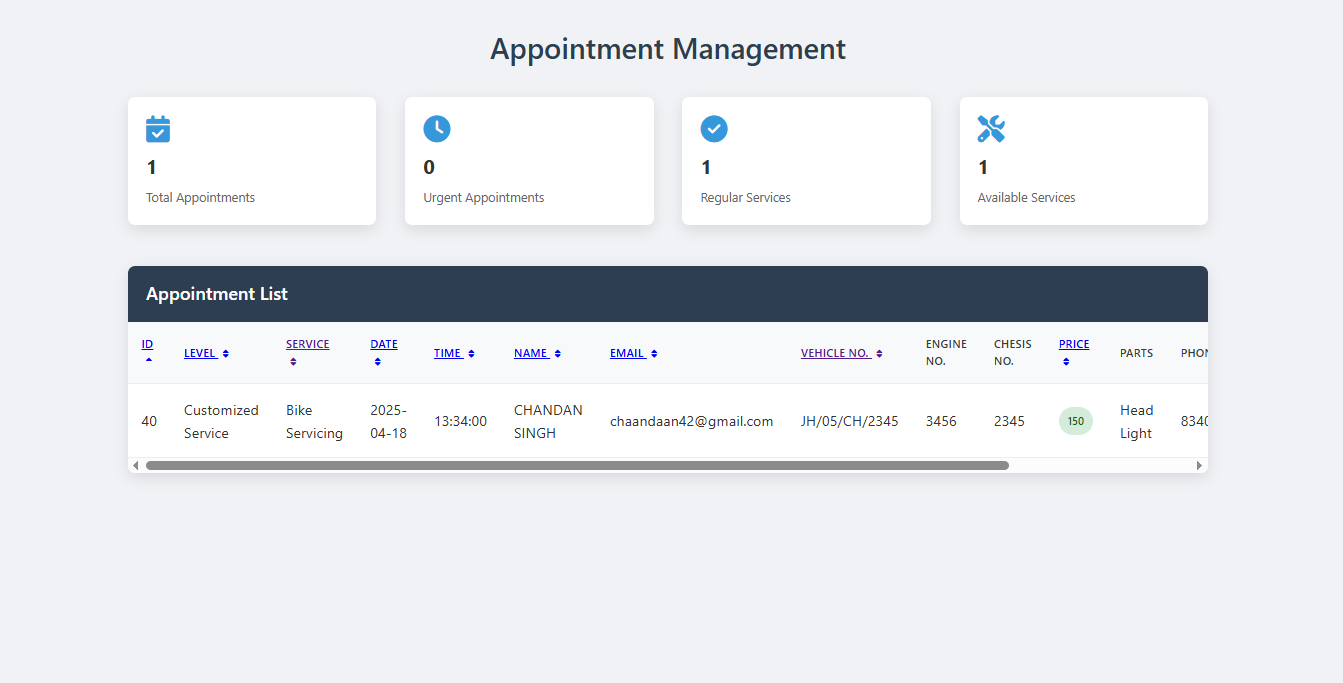 Appointment Management
1
Total Appointments
0
Urgent Appointments
1
Regular Services
1
Available Services
Appointment List
ID LEVEL SERVICE DATE TIME NAME EMAIL VEHICLE NO. ENGINE NO. CHESIS NO. PRICE PARTS
40 Customized Service Bike Servicing 2025-04-18 13:34:00 CHANDAN SINGH chaandaan42@gmail.com JH/05/CH/2345 3456 2345 150 Head Light